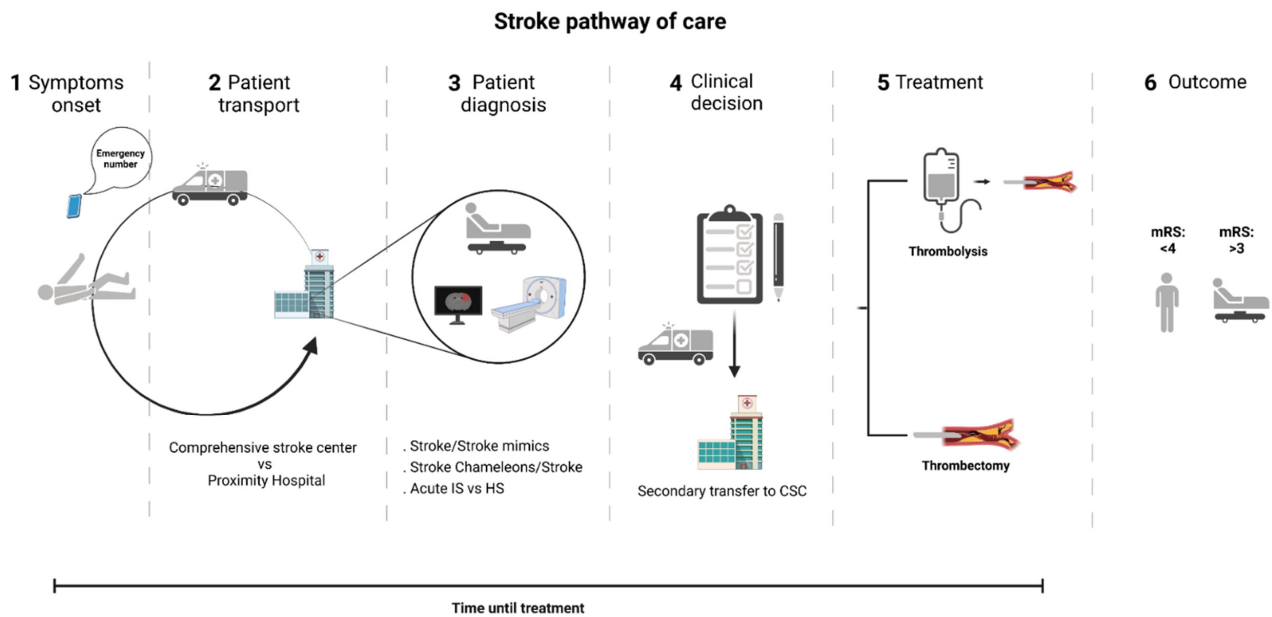 Stroke pathway of care
1 Symptoms
onset
Emergency
number
2 Patient
transport
Comprehensive stroke center
vs
Proximity Hospital
3 Patient
diagnosis
. Stroke/Stroke mimics
. Stroke Chameleons/Stroke
. Acute IS vs HS
4 Clinical
decision
Secondary transfer to CSC
5 Treatment
Thrombolysis
Thrombectomy
6 Outcome
mRS:
<4
mRS:
>3
Time until treatment